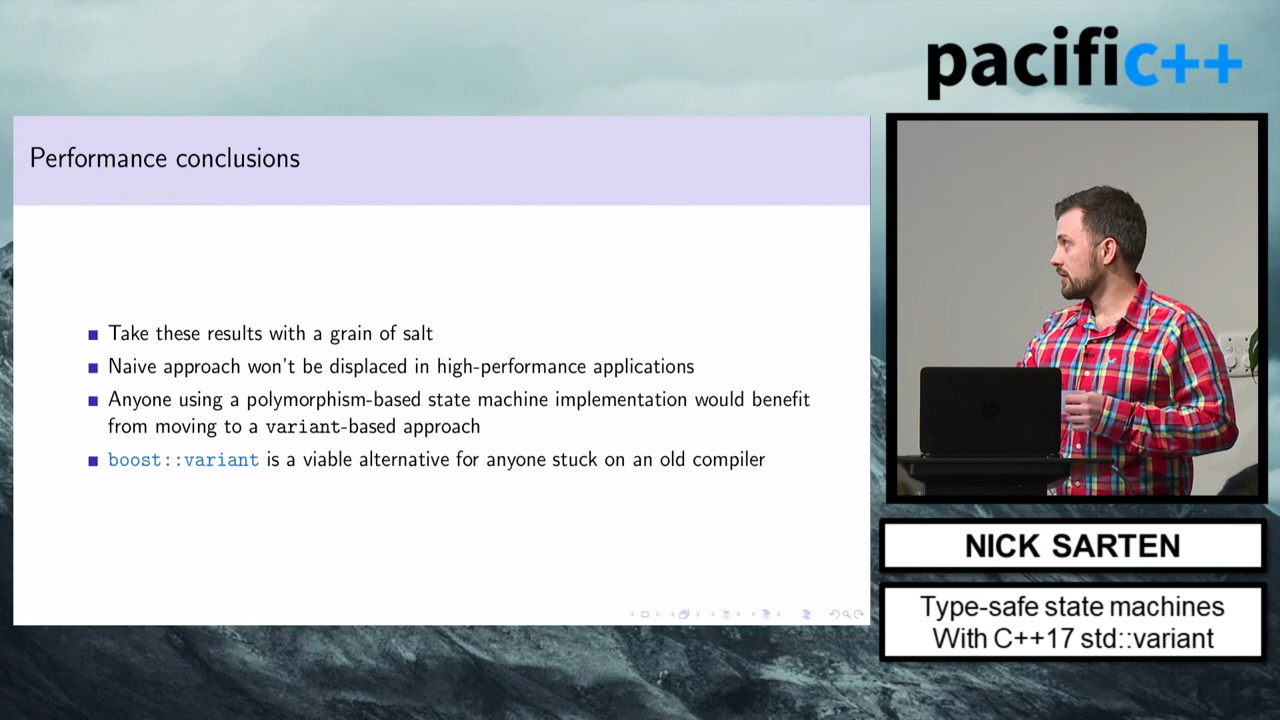 pacific++
Performance conclusions
Take these results with a grain of salt
Naive approach won't be displaced in high-performance applications
Anyone using a polymorphism-based state machine implementation would benefit
from moving to a variant-based approach
boost::variant is a viable alternative for anyone stuck on an old compiler
NICK SARTEN
Type-safe state machines
With C++17 std::variant